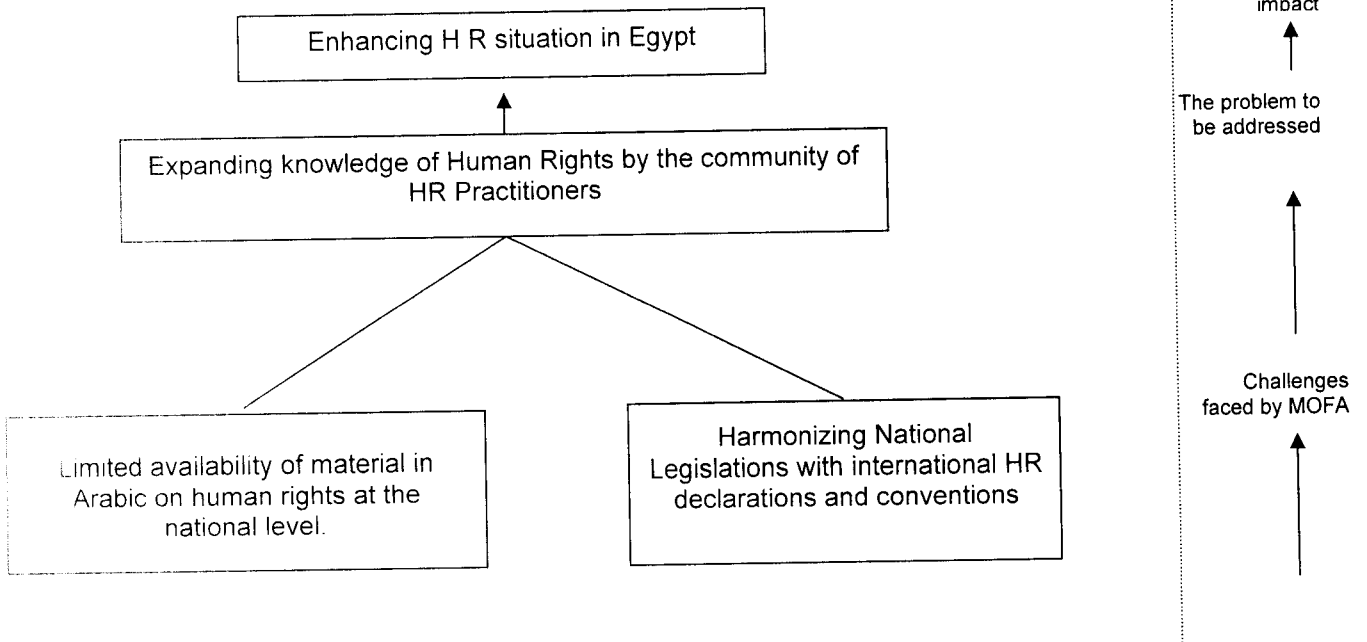 impact
Enhancing H R situation in Egypt
The problem to
be addressed
Expanding knowledge of Human Rights by the community of
HR Practitioners
Challenges
faced by MOFA
Limited availability of material in
Arabic on human rights at the
national level.
Harmonizing National
Legislations with international HR
declarations and conventions